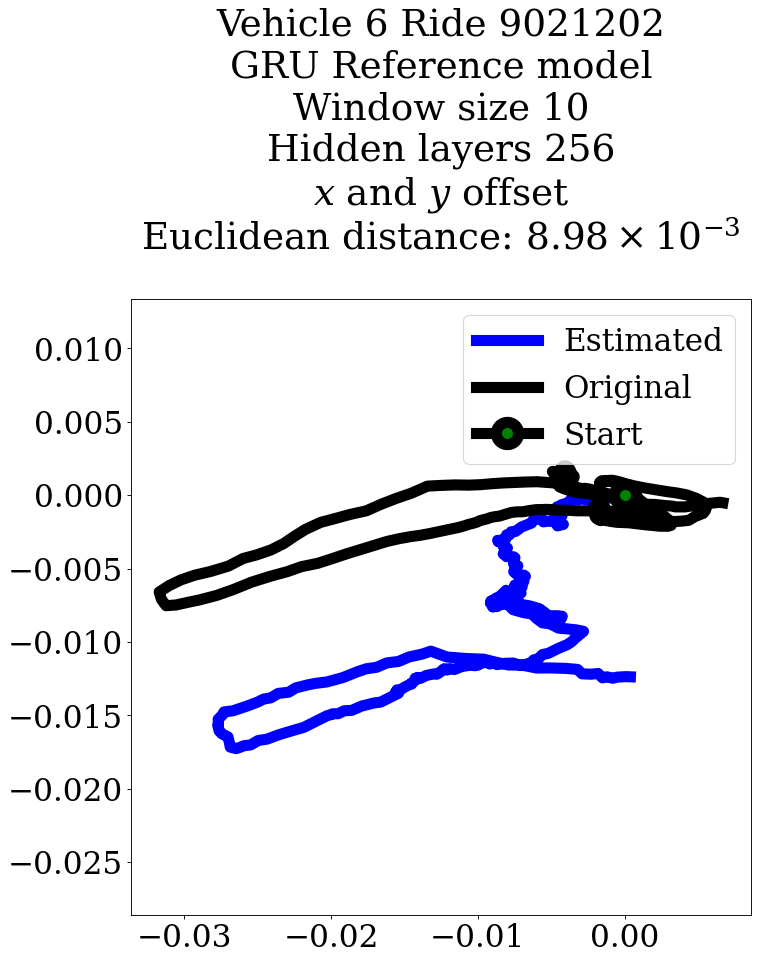 Vehicle 6 Ride 9021202
GRU Reference model
Window size 10
Hidden layers 256
x and y offset
Euclidean distance: 8.98 × 10⁻³
Estimated
Original
Start
0.010
0.005
0.000
−0.005
−0.010
−0.015
−0.020
−0.025
−0.03 −0.02 −0.01 0.00